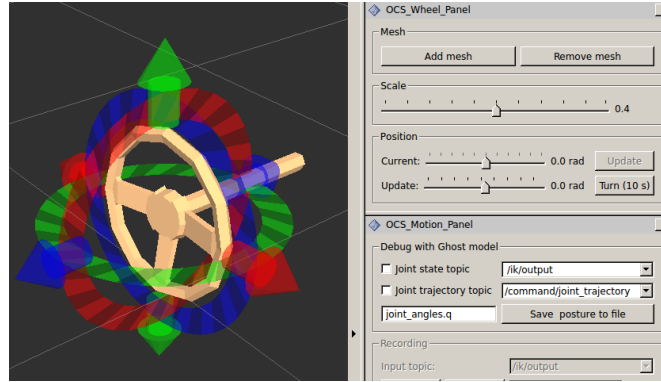 OCS_Wheel_Panel
Mesh
Add mesh Remove mesh
Scale
0.4
Position
Current: 0.0 rad Update
Update: 0.0 rad Turn (10 s)
OCS_Motion_Panel
Debug with Ghost model
Joint state topic /ik/output
Joint trajectory topic /command/joint_trajectory
joint_angles.q Save posture to file
Recording
Input topic: /ik/output